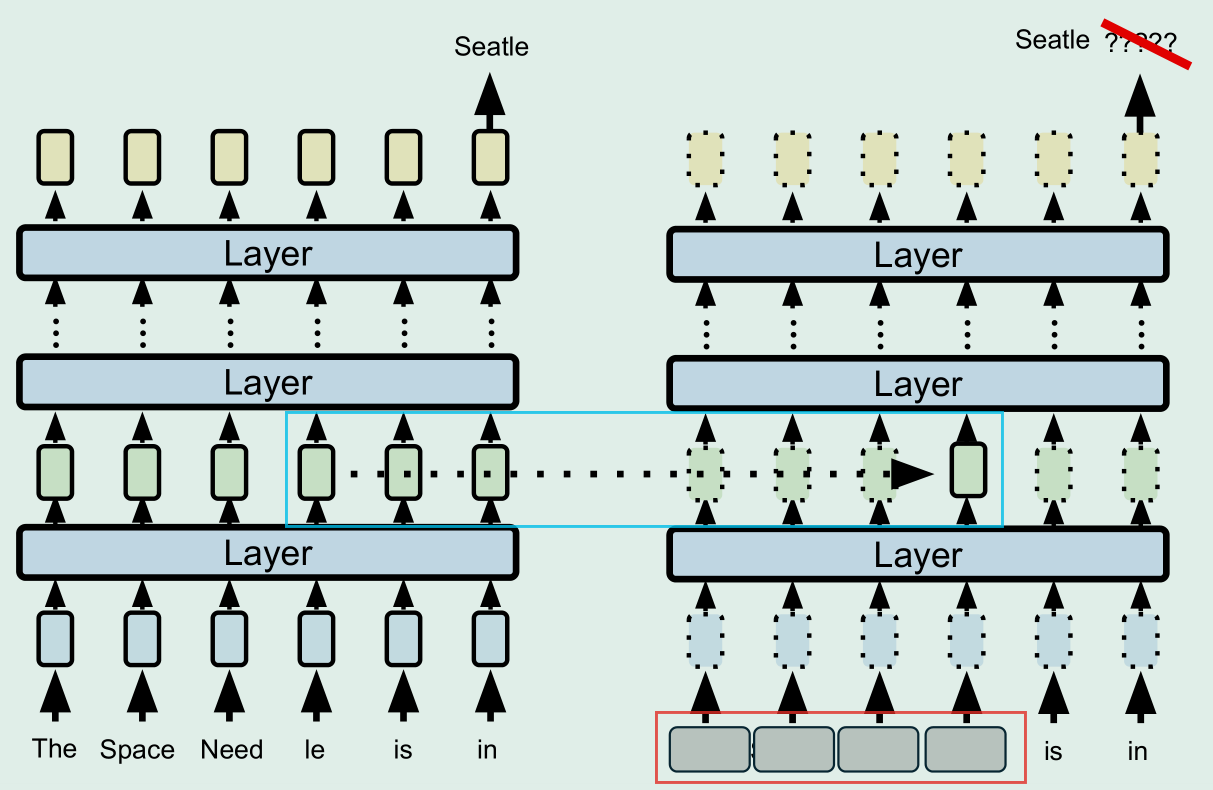 Seatle
Seatle ?????
Layer
Layer
Layer
Layer
Layer
Layer
The Space Need le is in
is in